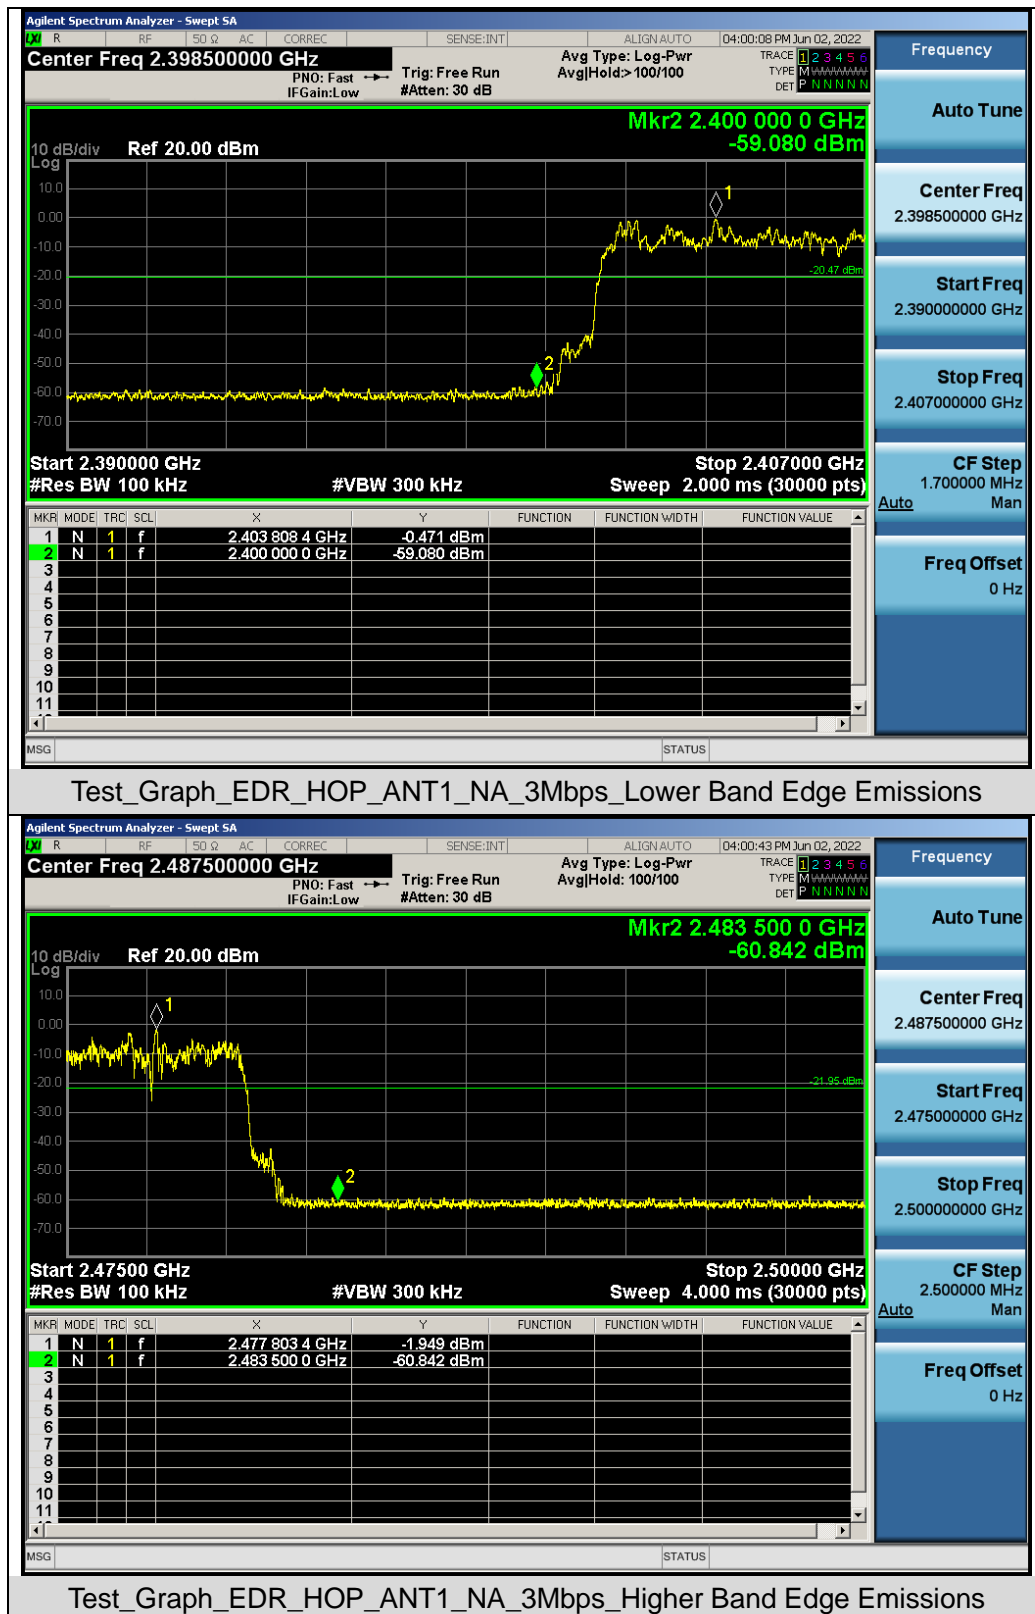 Agilent Spectrum Analyzer - Swept SA
LXI R RF 50 Ω AC CORREC SENSE:INT ALIGN AUTO 04:00:08 PM Jun 02, 2022
Center Freq 2.398500000 GHz
PNO: Fast
IFGain:Low
Trig: Free Run
#Atten: 30 dB
Avg Type: Log-Pwr
Avg|Hold:>100/100
TRACE 1 2 3 4 5 6
TYPE M WWWWW
DET P N N N N N
Mkr2 2.400 000 0 GHz
-59.080 dBm
10 dB/div Ref 20.00 dBm
Log
10.0
0.00
-10.0
-20.0
-30.0
-40.0
-50.0
-60.0
-70.0
1
2
-20.47 dBm
Start 2.390000 GHz Stop 2.407000 GHz
#Res BW 100 kHz #VBW 300 kHz Sweep 2.000 ms (30000 pts)
MKR MODE TRC SCL X Y FUNCTION FUNCTION WIDTH FUNCTION VALUE
1 N 1 f 2.403 808 4 GHz -0.471 dBm
2 N 1 f 2.400 000 0 GHz -59.080 dBm
3
4
5
6
7
8
9
10
11
MSG STATUS
Frequency
Auto Tune
Center Freq
2.398500000 GHz
Start Freq
2.390000000 GHz
Stop Freq
2.407000000 GHz
CF Step
1.700000 MHz
Auto Man
Freq Offset
0 Hz
Test_Graph_EDR_HOP_ANT1_NA_3Mbps_Lower Band Edge Emissions
Agilent Spectrum Analyzer - Swept SA
LXI R RF 50 Ω AC CORREC SENSE:INT ALIGN AUTO 04:00:43 PM Jun 02, 2022
Center Freq 2.487500000 GHz
PNO: Fast
IFGain:Low
Trig: Free Run
#Atten: 30 dB
Avg Type: Log-Pwr
Avg|Hold: 100/100
TRACE 1 2 3 4 5 6
TYPE M WWWWW
DET P N N N N N
Mkr2 2.483 500 0 GHz
-60.842 dBm
10 dB/div Ref 20.00 dBm
Log
10.0
0.00
-10.0
-20.0
-30.0
-40.0
-50.0
-60.0
-70.0
1
2
-21.95 dBm
Start 2.47500 GHz Stop 2.50000 GHz
#Res BW 100 kHz #VBW 300 kHz Sweep 4.000 ms (30000 pts)
MKR MODE TRC SCL X Y FUNCTION FUNCTION WIDTH FUNCTION VALUE
1 N 1 f 2.477 803 4 GHz -1.949 dBm
2 N 1 f 2.483 500 0 GHz -60.842 dBm
3
4
5
6
7
8
9
10
11
MSG STATUS
Frequency
Auto Tune
Center Freq
2.487500000 GHz
Start Freq
2.475000000 GHz
Stop Freq
2.500000000 GHz
CF Step
2.500000 MHz
Auto Man
Freq Offset
0 Hz
Test_Graph_EDR_HOP_ANT1_NA_3Mbps_Higher Band Edge Emissions